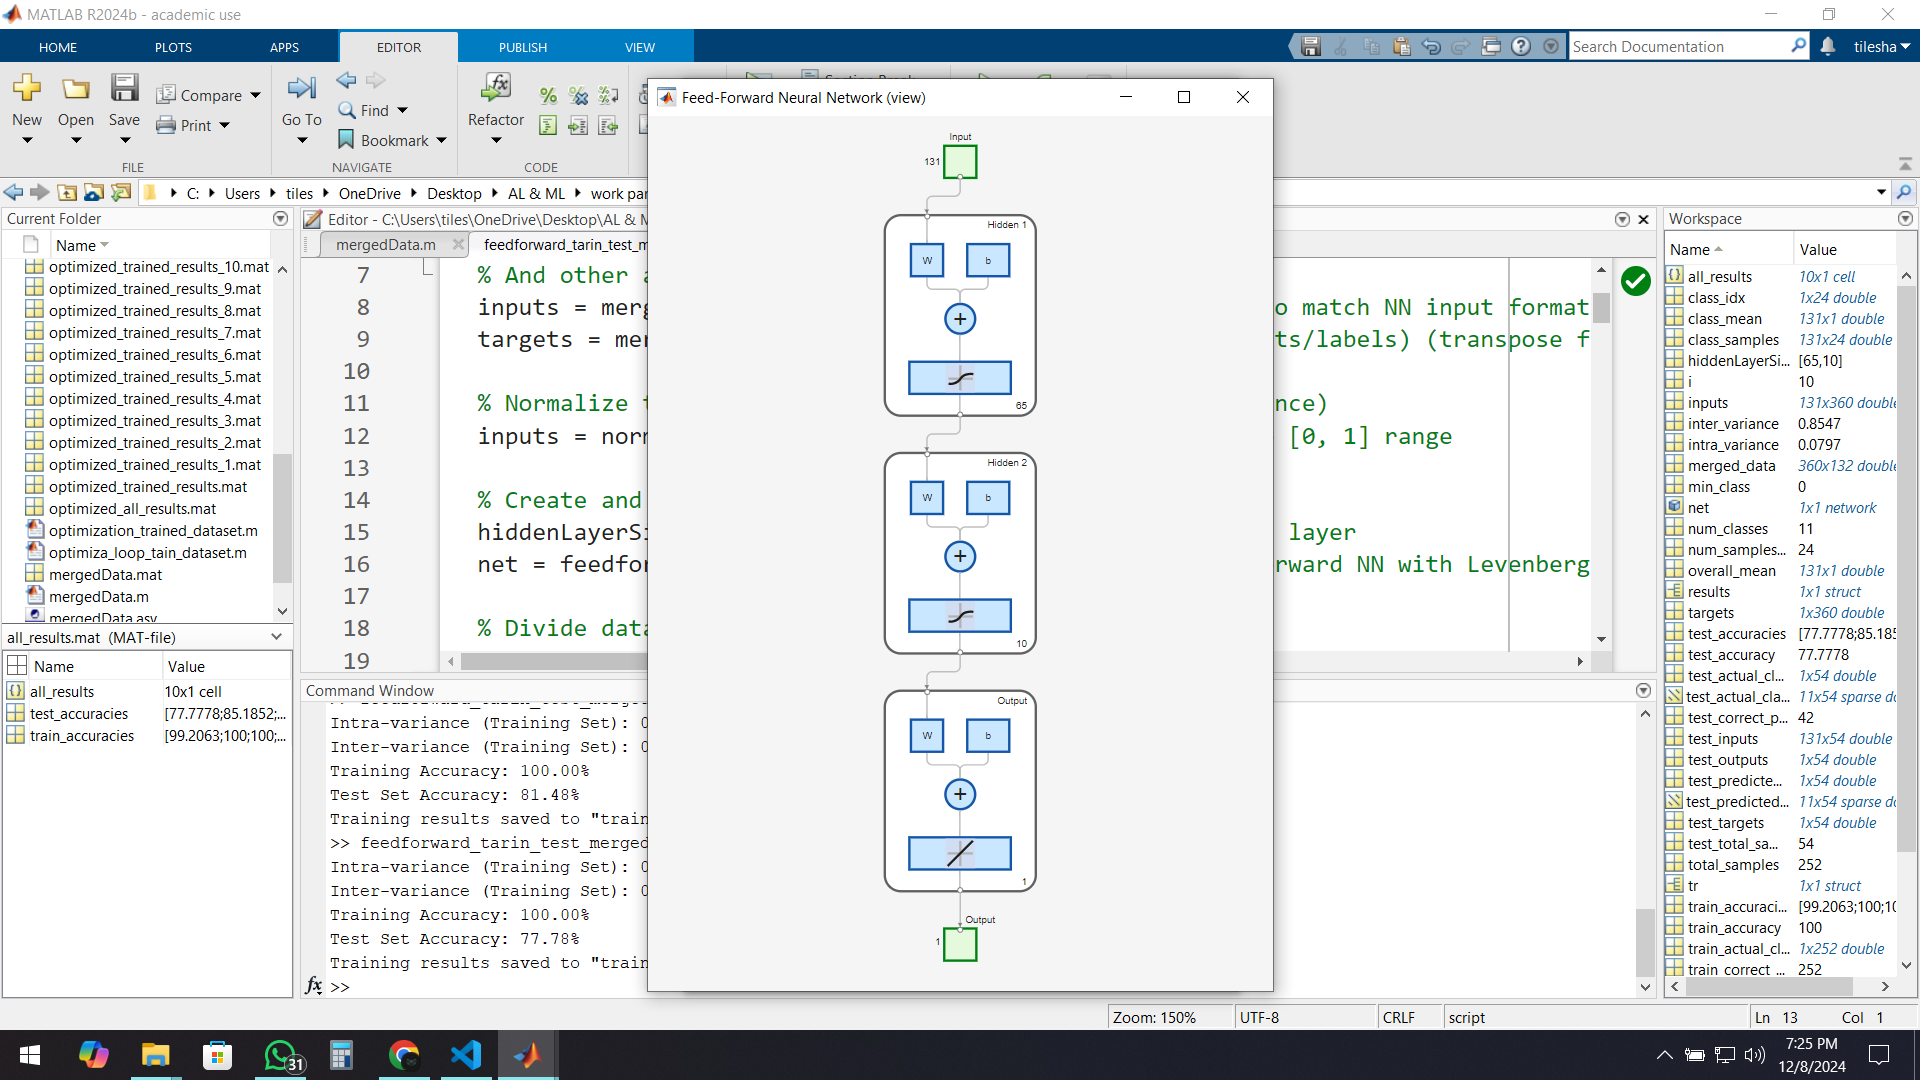 MATLAB R2024b - academic use
HOME PLOTS APPS EDITOR PUBLISH VIEW
Search Documentation
tilesha
New Open Save Compare Print
Go To Find Bookmark
Refactor
FILE NAVIGATE CODE
C: Users tiles OneDrive Desktop AL & ML
Current Folder
Name
optimized_trained_results_10.mat
optimized_trained_results_9.mat
optimized_trained_results_8.mat
optimized_trained_results_7.mat
optimized_trained_results_6.mat
optimized_trained_results_5.mat
optimized_trained_results_4.mat
optimized_trained_results_3.mat
optimized_trained_results_2.mat
optimized_trained_results_1.mat
optimized_trained_results.mat
optimized_all_results.mat
optimization_trained_dataset.m
optimiza_loop_tain_dataset.m
mergedData.mat
mergedData.m
mergedData.asv
all_results.mat (MAT-file)
Name Value
all_results 10x1 cell
test_accuracies [77.7778;85.1852;...
train_accuracies [99.2063;100;100;...
Editor - C:\Users\tiles\OneDrive\Desktop\AL & M
mergedData.m feedforward_tarin_test_m
7 % And other a
8 inputs = merg o match NN input format
9 targets = mer ts/labels) (transpose f
10
11 % Normalize t nce)
12 inputs = norm [0, 1] range
13
14 % Create and
15 hiddenLayerSi layer
16 net = feedfor rward NN with Levenberg
17
18 % Divide data
19
Command Window
Intra-variance (Training Set): 0
Inter-variance (Training Set): 0
Training Accuracy: 100.00%
Test Set Accuracy: 81.48%
Training results saved to "train
>> feedforward_tarin_test_merged
Intra-variance (Training Set): 0
Inter-variance (Training Set): 0
Training Accuracy: 100.00%
Test Set Accuracy: 77.78%
Training results saved to "train
fx >>
Feed-Forward Neural Network (view)
Input
131
Hidden 1
W b
+
65
Hidden 2
W b
+
10
Output
W b
+
1
Output
1
Workspace
Name Value
all_results 10x1 cell
class_idx 1x24 double
class_mean 131x1 double
class_samples 131x24 double
hiddenLayerSi... [65,10]
i 10
inputs 131x360 double
inter_variance 0.8547
intra_variance 0.0797
merged_data 360x132 double
min_class 0
net 1x1 network
num_classes 11
num_samples... 24
overall_mean 131x1 double
results 1x1 struct
targets 1x360 double
test_accuracies [77.7778;85.185
test_accuracy 77.7778
test_actual_cl... 1x54 double
test_actual_cla... 11x54 sparse do
test_correct_p... 42
test_inputs 131x54 double
test_outputs 1x54 double
test_predicte... 1x54 double
test_predicted... 11x54 sparse do
test_targets 1x54 double
test_total_sa... 54
total_samples 252
tr 1x1 struct
train_accuraci... [99.2063;100;10
train_accuracy 100
train_actual_cl... 1x252 double
train_correct_... 252
Zoom: 150% UTF-8 CRLF script Ln 13 Col 1
31
7:25 PM
12/8/2024